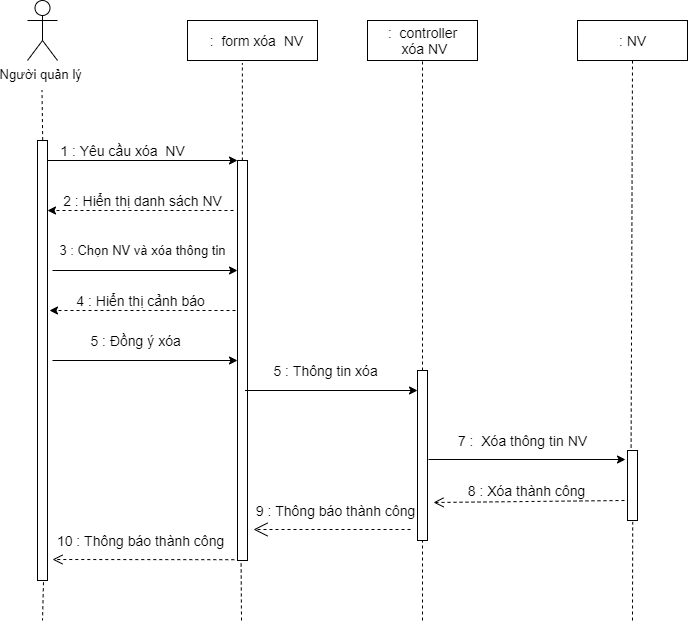 Người quản lý
: form xóa NV
: controller
xóa NV
: NV
1 : Yêu cầu xóa NV
2 : Hiển thị danh sách NV
3 : Chọn NV và xóa thông tin
4 : Hiển thị cảnh báo
5 : Đồng ý xóa
5 : Thông tin xóa
7 : Xóa thông tin NV
8 : Xóa thành công
9 : Thông báo thành công
10 : Thông báo thành công